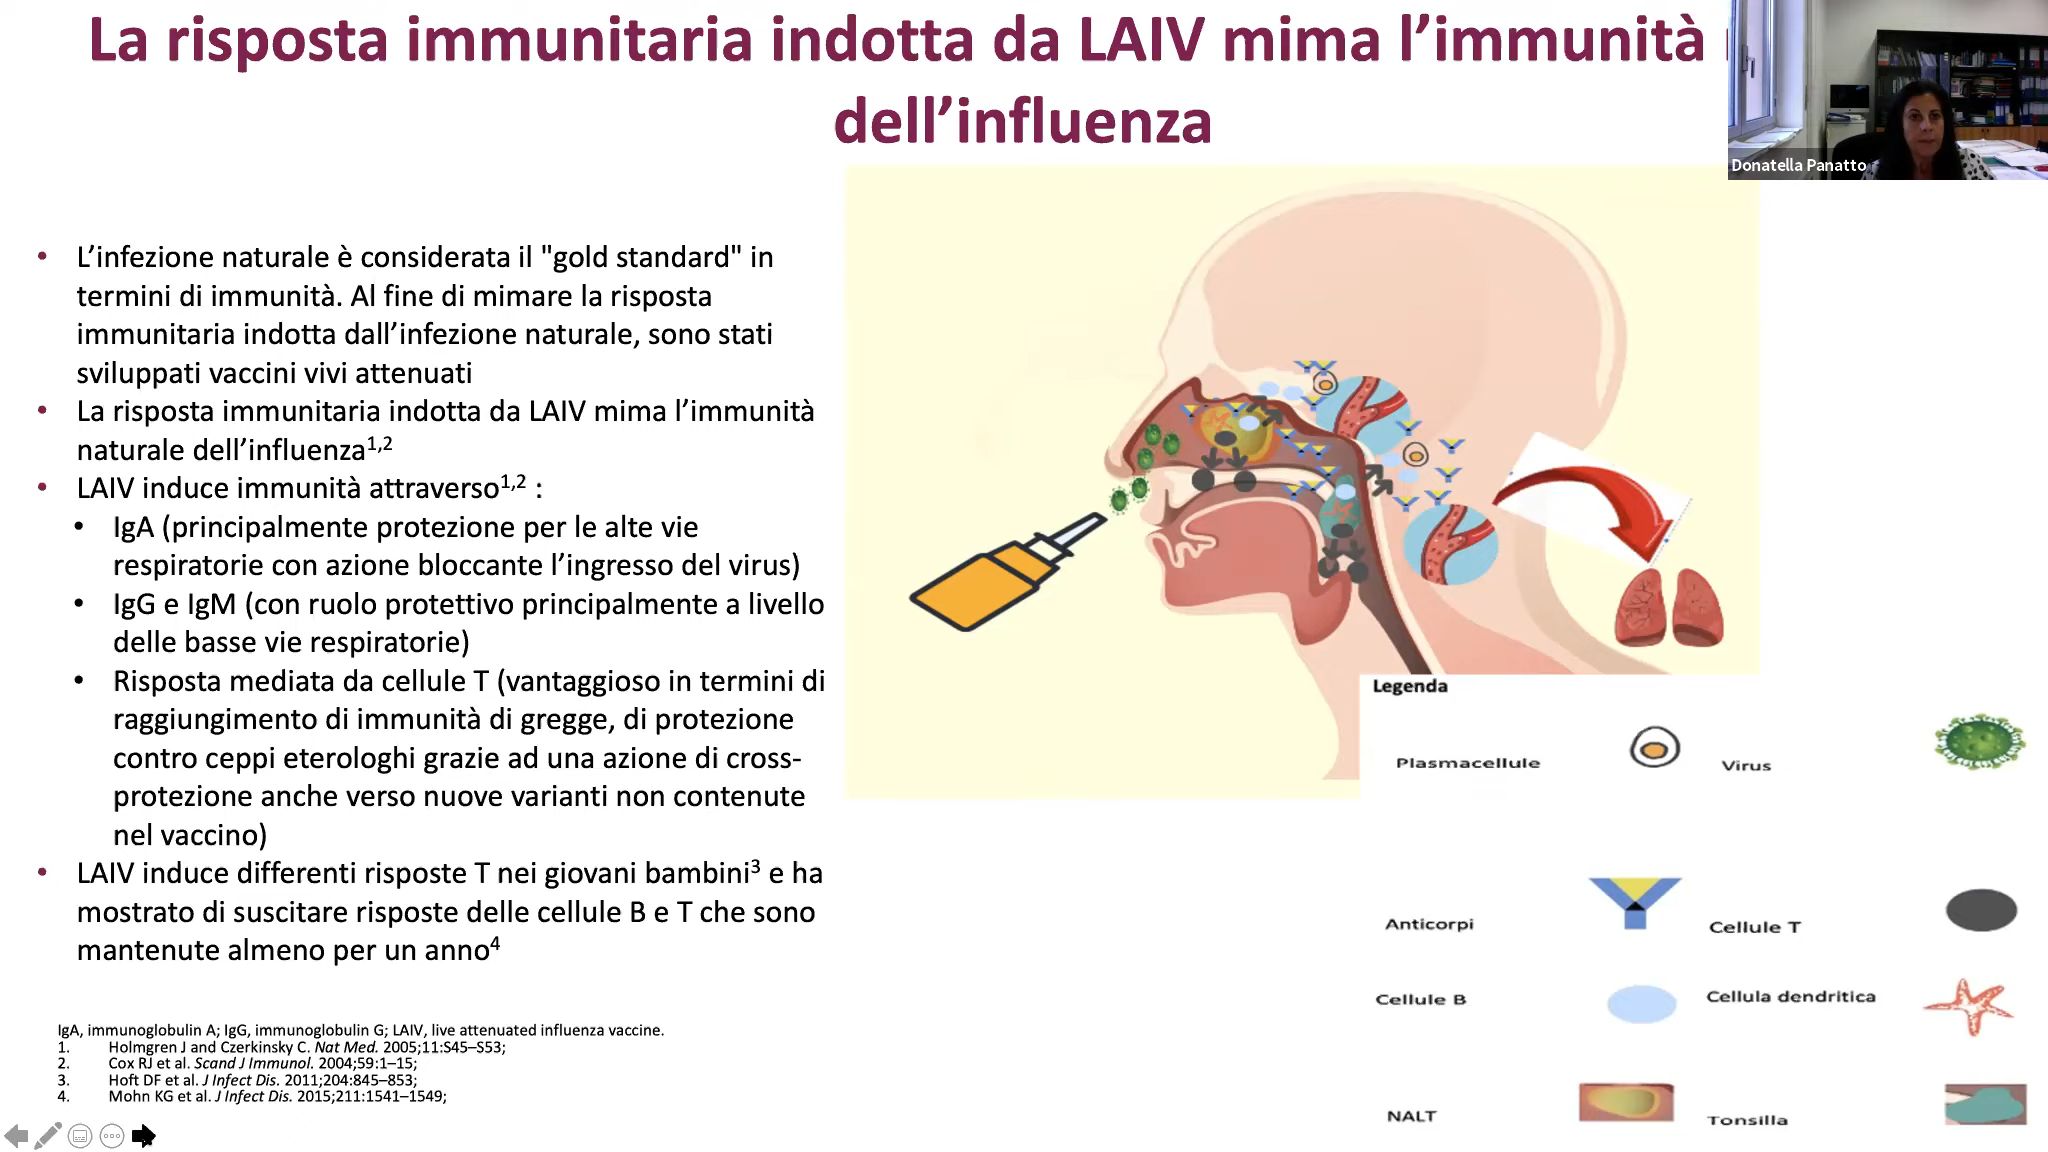 La risposta immunitaria indotta da LAIV mima l’immunità
dell’influenza
Donatella Panatto
• L’infezione naturale è considerata il "gold standard" in
termini di immunità. Al fine di mimare la risposta
immunitaria indotta dall’infezione naturale, sono stati
sviluppati vaccini vivi attenuati
• La risposta immunitaria indotta da LAIV mima l’immunità
naturale dell’influenza1,2
• LAIV induce immunità attraverso1,2 :
• IgA (principalmente protezione per le alte vie
respiratorie con azione bloccante l’ingresso del virus)
• IgG e IgM (con ruolo protettivo principalmente a livello
delle basse vie respiratorie)
• Risposta mediata da cellule T (vantaggioso in termini di
raggiungimento di immunità di gregge, di protezione
contro ceppi eterologhi grazie ad una azione di cross-
protezione anche verso nuove varianti non contenute
nel vaccino)
• LAIV induce differenti risposte T nei giovani bambini3 e ha
mostrato di suscitare risposte delle cellule B e T che sono
mantenute almeno per un anno4
IgA, immunoglobulin A; IgG, immunoglobulin G; LAIV, live attenuated influenza vaccine.
1. Holmgren J and Czerkinsky C. Nat Med. 2005;11:S45–S53;
2. Cox RJ et al. Scand J Immunol. 2004;59:1–15;
3. Hoft DF et al. J Infect Dis. 2011;204:845–853;
4. Mohn KG et al. J Infect Dis. 2015;211:1541–1549;
Legenda
Plasmacellule
Virus
Anticorpi
Cellule T
Cellule B
Cellula dendritica
NALT
Tonsilla